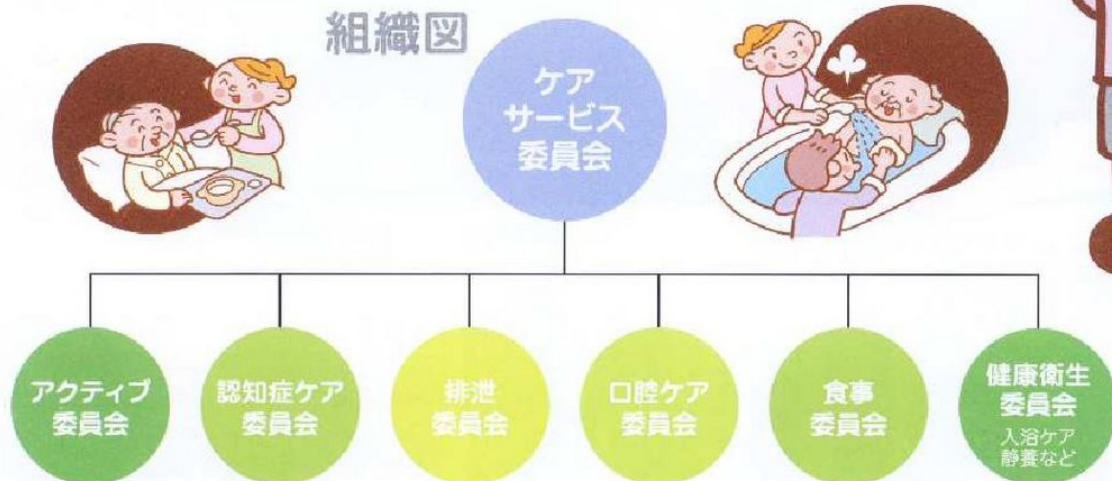 組織図
ケア
サービス
委員会
アクティブ
委員会
認知症ケア
委員会
排泄
委員会
口腔ケア
委員会
食事
委員会
健康衛生
委員会
入浴ケア
静養など